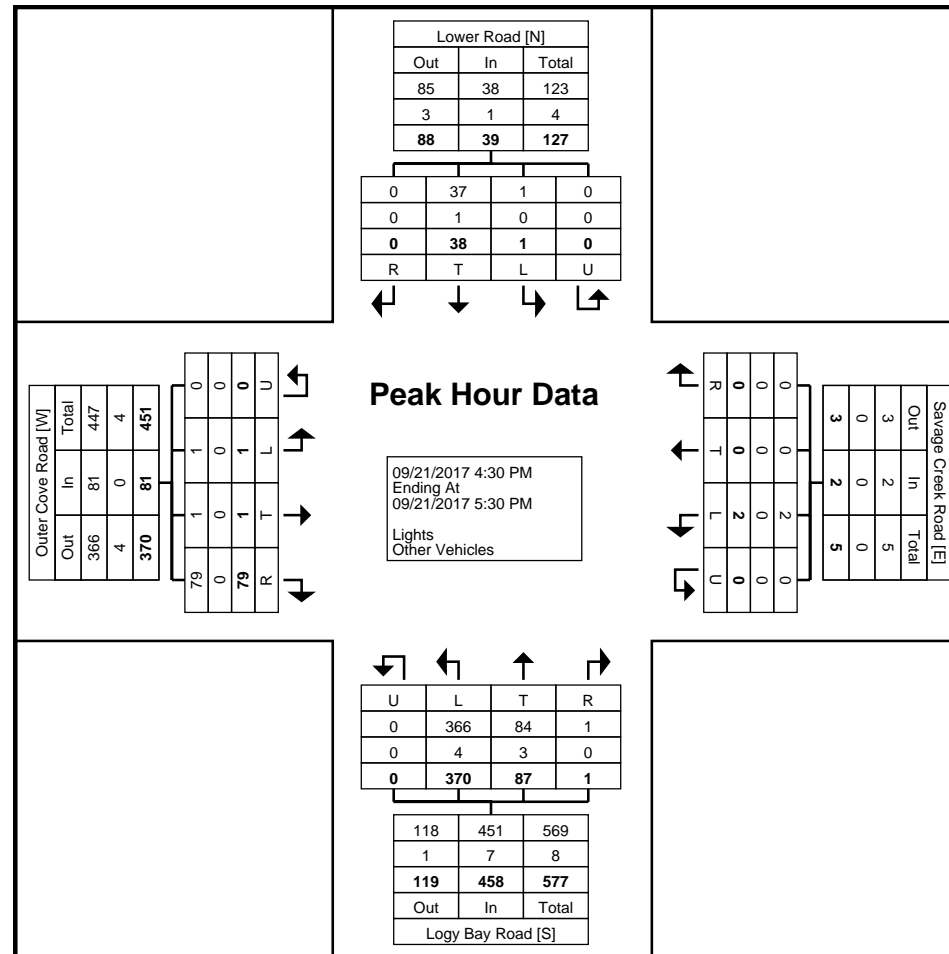 Lower Road [N]
Out In Total
85 38 123
3 1 4
88 39 127
0 37 1 0
0 1 0 0
0 38 1 0
R T L U
Outer Cove Road [W]
Out In Total
366 81 447
4 0 4
370 81 451
79 1 1 0
0 0 0 0
79 1 1 0
R T L U
Peak Hour Data
09/21/2017 4:30 PM
Ending At
09/21/2017 5:30 PM
Lights
Other Vehicles
Savage Creek Road [E]
Out In Total
3 2 5
0 0 0
3 2 5
0 0 2 0
0 0 0 0
0 0 2 0
R T L U
U L T R
0 366 84 1
0 4 3 0
0 370 87 1
118 451 569
1 7 8
119 458 577
Out In Total
Logy Bay Road [S]